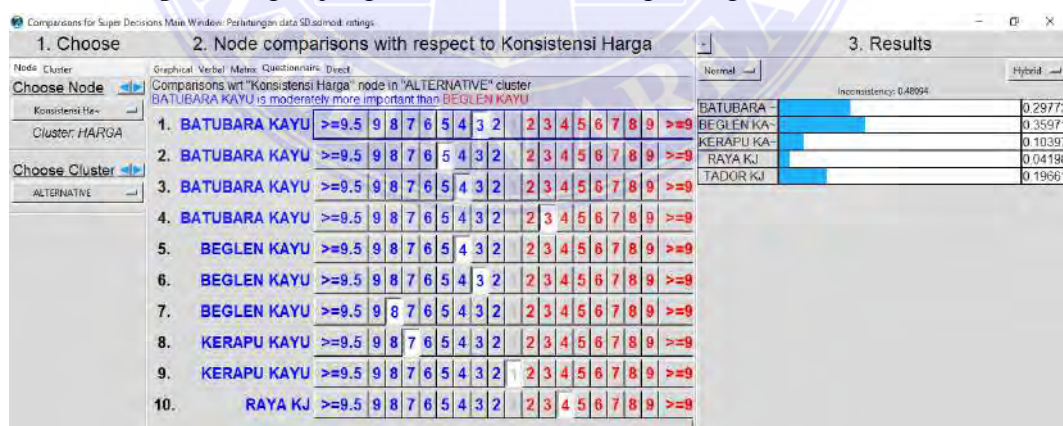 Comparisons for Super Decisions Main Window: Perhitungan data SD.sdmod: ratings
1. Choose
2. Node comparisons with respect to Konsistensi Harga
3. Results
Node Cluster
Graphical Verbal Matrix Questionnaire Direct
Normal
Hybrid
Choose Node
Comparisons wrt "Konsistensi Harga" node in "ALTERNATIVE" cluster
BATUBARA KAYU is moderately more important than BEGLEN KAYU
Inconsistency: 0.48094
Konsistensi Ha~
Cluster: HARGA
Choose Cluster
ALTERNATIVE
1. BATUBARA KAYU >=9.5 9 8 7 6 5 4 3 2 2 3 4 5 6 7 8 9 >=9
2. BATUBARA KAYU >=9.5 9 8 7 6 5 4 3 2 2 3 4 5 6 7 8 9 >=9
3. BATUBARA KAYU >=9.5 9 8 7 6 5 4 3 2 2 3 4 5 6 7 8 9 >=9
4. BATUBARA KAYU >=9.5 9 8 7 6 5 4 3 2 2 3 4 5 6 7 8 9 >=9
5. BEGLEN KAYU >=9.5 9 8 7 6 5 4 3 2 2 3 4 5 6 7 8 9 >=9
6. BEGLEN KAYU >=9.5 9 8 7 6 5 4 3 2 2 3 4 5 6 7 8 9 >=9
7. BEGLEN KAYU >=9.5 9 8 7 6 5 4 3 2 2 3 4 5 6 7 8 9 >=9
8. KERAPU KAYU >=9.5 9 8 7 6 5 4 3 2 2 3 4 5 6 7 8 9 >=9
9. KERAPU KAYU >=9.5 9 8 7 6 5 4 3 2 1 2 3 4 5 6 7 8 9 >=9
10. RAYA KJ >=9.5 9 8 7 6 5 4 3 2 2 3 4 5 6 7 8 9 >=9
BATUBARA ~ 0.2977
BEGLEN KA~ 0.3597
KERAPU KA~ 0.1039
RAYA KJ 0.0419
TADOR KJ 0.1966